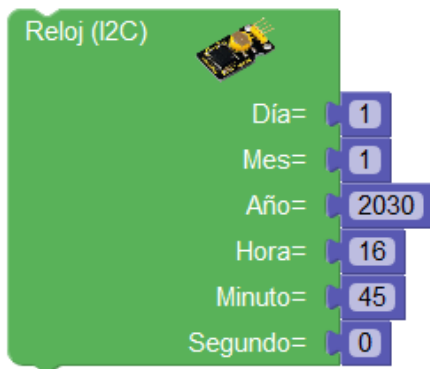 Reloj (I2C)
Día= 1
Mes= 1
Año= 2030
Hora= 16
Minuto= 45
Segundo= 0